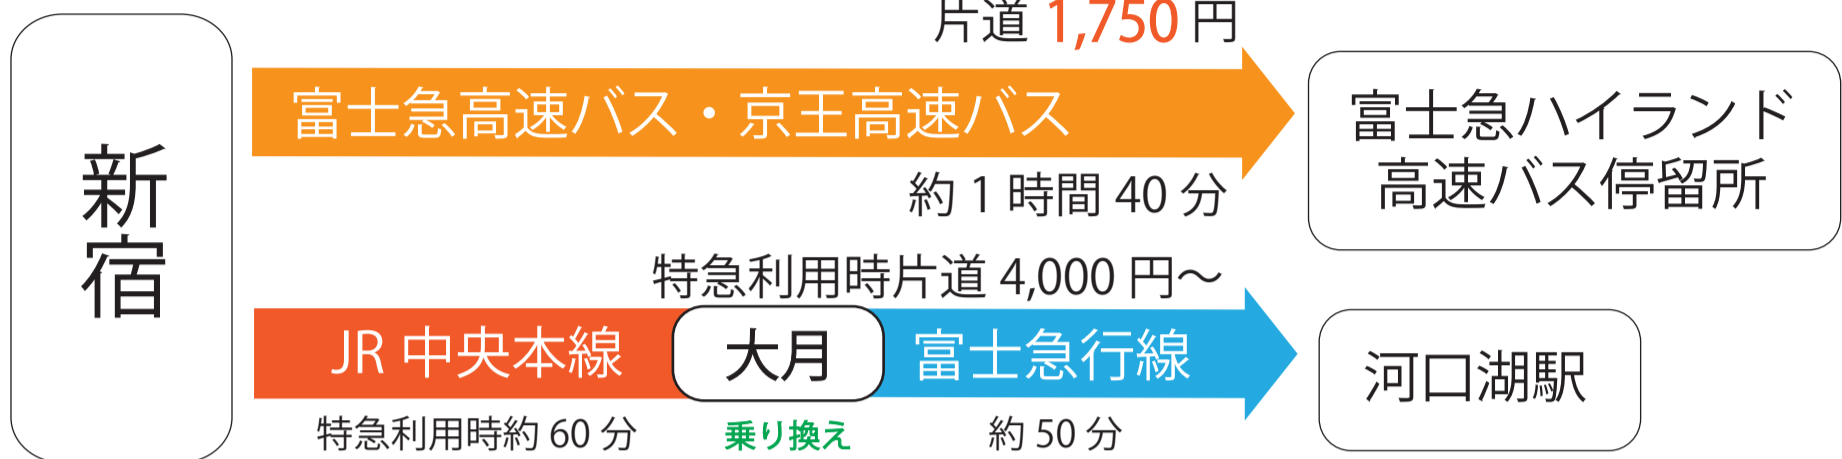 新宿
片道 1,750 円
富士急高速バス・京王高速バス
約 1 時間 40 分
富士急ハイランド
高速バス停留所
特急利用時片道 4,000 円〜
JR 中央本線
大月
富士急行線
河口湖駅
特急利用時約 60 分
乗り換え
約 50 分